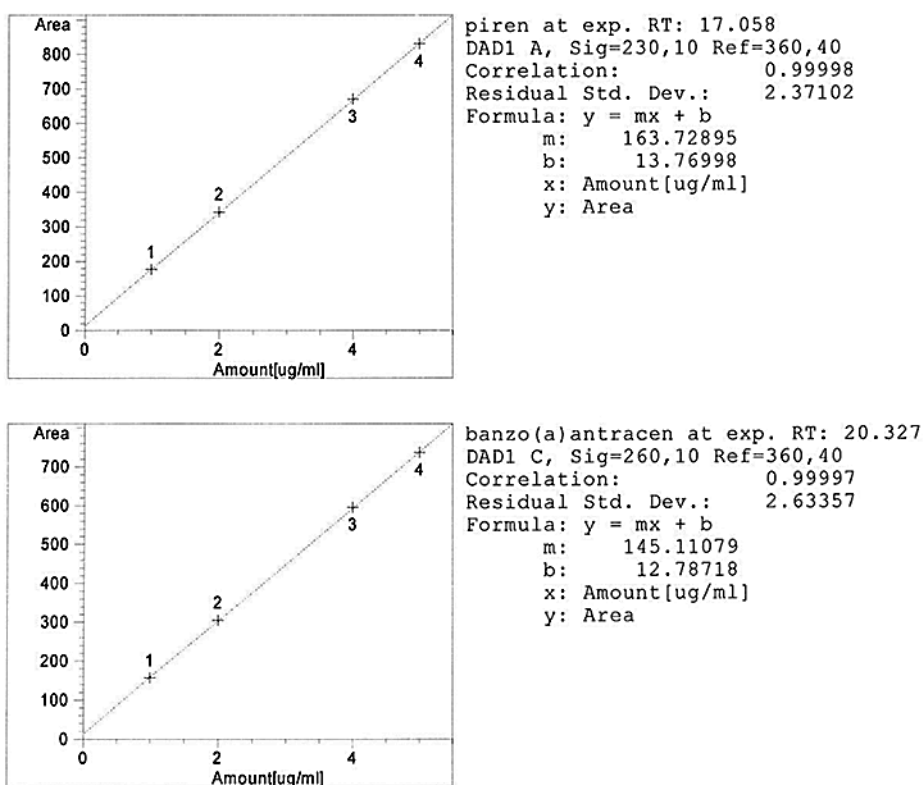 Area
800
700
600
500
400
300
200
100
0
1
2
3
4
0 2 4
Amount[ug/ml]
piren at exp. RT: 17.058
DAD1 A, Sig=230,10 Ref=360,40
Correlation: 0.99998
Residual Std. Dev.: 2.37102
Formula: y = mx + b
m: 163.72895
b: 13.76998
x: Amount[ug/ml]
y: Area
Area
700
600
500
400
300
200
100
0
1
2
3
4
0 2 4
Amount[ug/ml]
banzo(a)antracen at exp. RT: 20.327
DAD1 C, Sig=260,10 Ref=360,40
Correlation: 0.99997
Residual Std. Dev.: 2.63357
Formula: y = mx + b
m: 145.11079
b: 12.78718
x: Amount[ug/ml]
y: Area